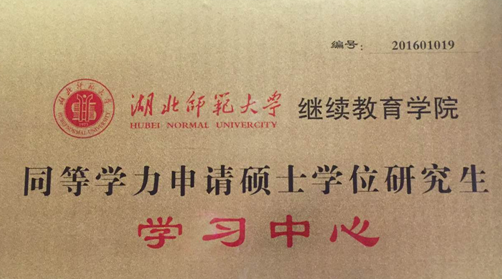 编号: 201601019
湖北师范大学 继续教育学院
HUBEI NORMAL UNIVERCITY
同等学力申请硕士学位研究生
学习中心